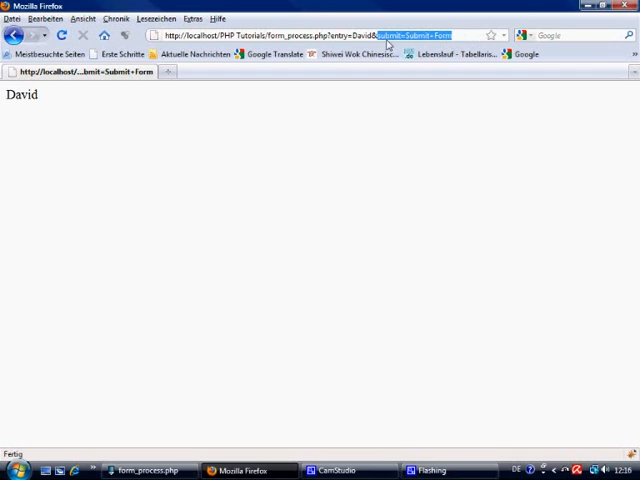 Mozilla Firefox
Datei Bearbeiten Ansicht Chronik Lesezeichen Extras Hilfe
http://localhost/PHP Tutorials/form_process.php?entry=David&submit=Submit+Form
Google
Meistbesuchte Seiten Erste Schritte Aktuelle Nachrichten Google Translate Shiwei Wok Chinesisc... Lebenslauf - Tabellaris... Google
http://localhost/...bmit=Submit+Form
David
Fertig
form_process.php Mozilla Firefox CamStudio Flashing DE 12:16